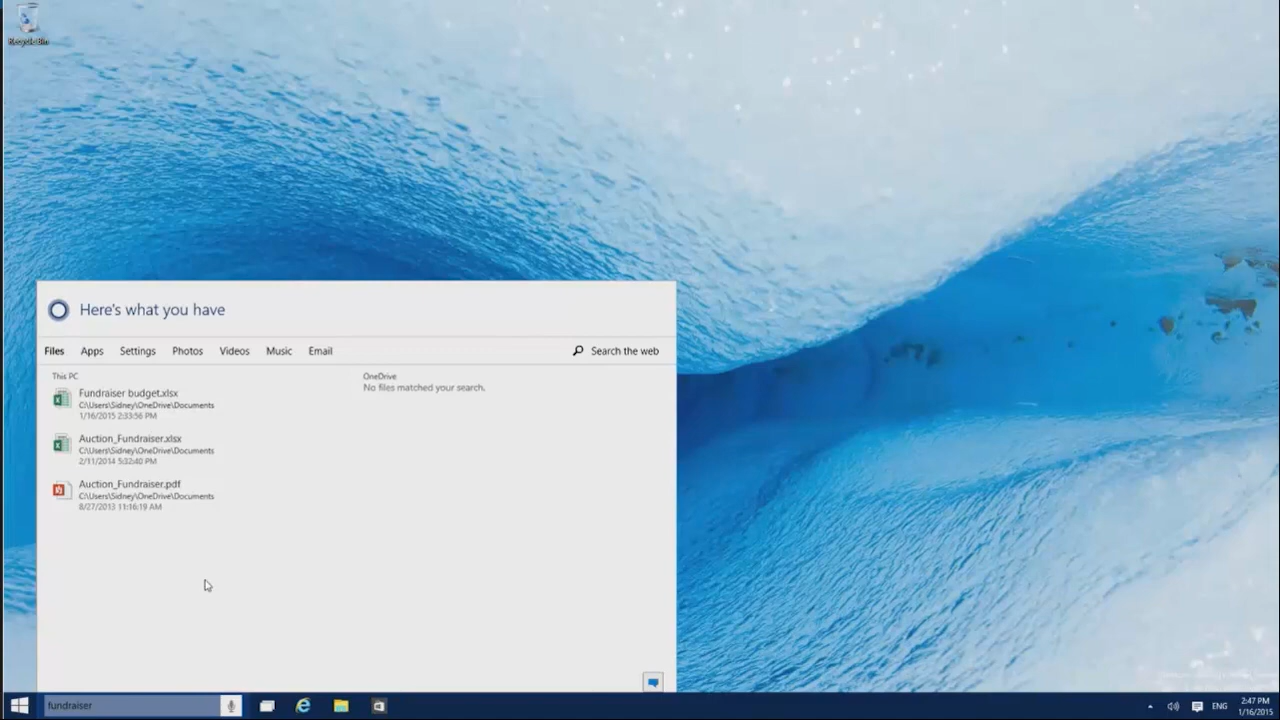 Recycle Bin
Here's what you have
Files Apps Settings Photos Videos Music Email Search the web
This PC
Fundraiser budget.xlsx
C:\Users\Sidney\OneDrive\Documents
1/16/2015 2:33:56 PM
Auction_Fundraiser.xlsx
C:\Users\Sidney\OneDrive\Documents
2/11/2014 5:32:40 PM
Auction_Fundraiser.pdf
C:\Users\Sidney\OneDrive\Documents
8/27/2013 11:16:19 AM
OneDrive
No files matched your search.
fundraiser
ENG
2:47 PM
1/16/2015